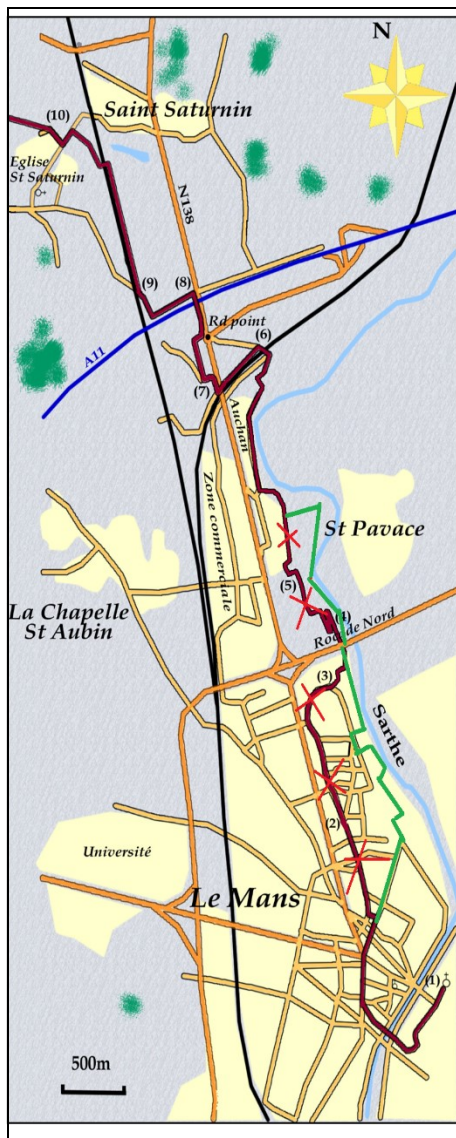 N
(10)
Saint Saturnin
Eglise
St Saturnin
N138
(9)
(8)
A11
Rd point
(6)
(7)
Auchan
Zone commerciale
St Pavace
(5)
(4)
La Chapelle
St Aubin
Roc
de Nord
(3)
Sarthe
(2)
Université
Le Mans
(1)
500m